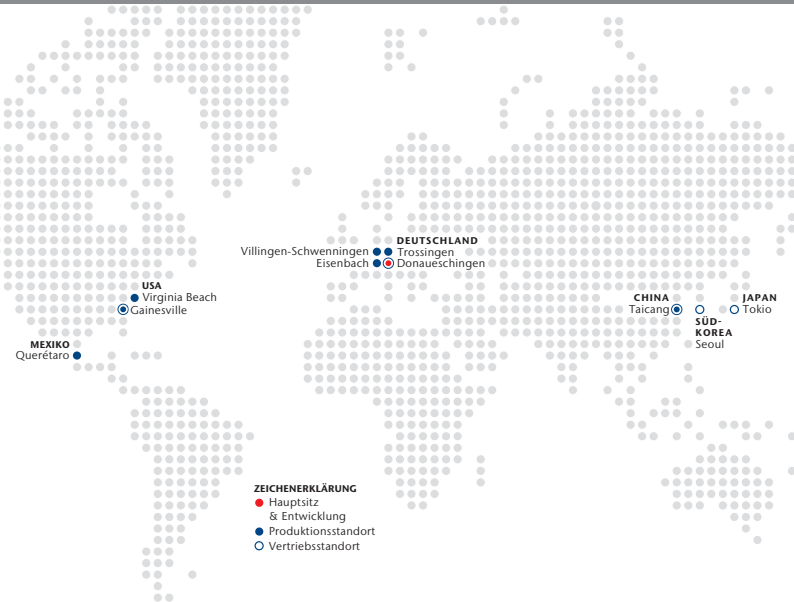 DEUTSCHLAND
Villingen-Schwenningen
Trossingen
Eisenbach
Donaueschingen
USA
Virginia Beach
Gainesville
MEXIKO
Querétaro
CHINA
Taicang
SÜD-
KOREA
Seoul
JAPAN
Tokio
ZEICHENERKLÄRUNG
Hauptsitz
& Entwicklung
Produktionsstandort
Vertriebsstandort